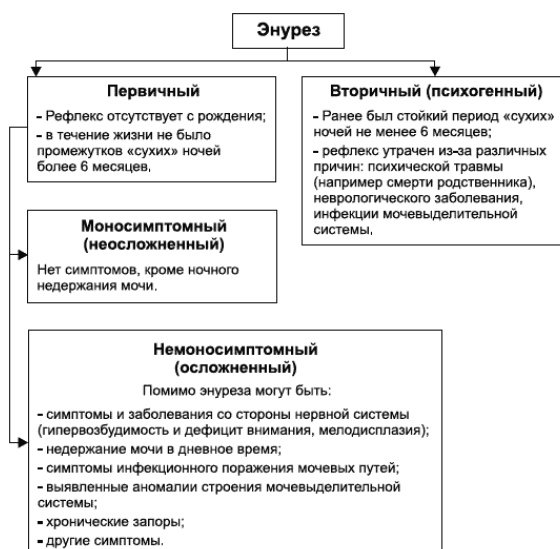 Энурез
Первичный
- Рефлекс отсутствует с рождения;
- в течение жизни не было
промежутков «сухих» ночей
более 6 месяцев.
Вторичный (психогенный)
- Ранее был стойкий период «сухих»
ночей не менее 6 месяцев;
- рефлекс утрачен из-за различных
причин: психической травмы
(например смерти родственника),
неврологического заболевания,
инфекции мочевыделительной
системы.
Моносимптомный
(неосложненный)
Нет симптомов, кроме ночного
недержания мочи.
Немоносимптомный
(осложненный)
Помимо энуреза могут быть:
- симптомы и заболевания со стороны нервной системы
(гипервозбудимость и дефицит внимания, мелодисплазия);
- недержание мочи в дневное время;
- симптомы инфекционного поражения мочевых путей;
- выявленные аномалии строения мочевыделительной
системы;
- хронические запоры;
- другие симптомы.